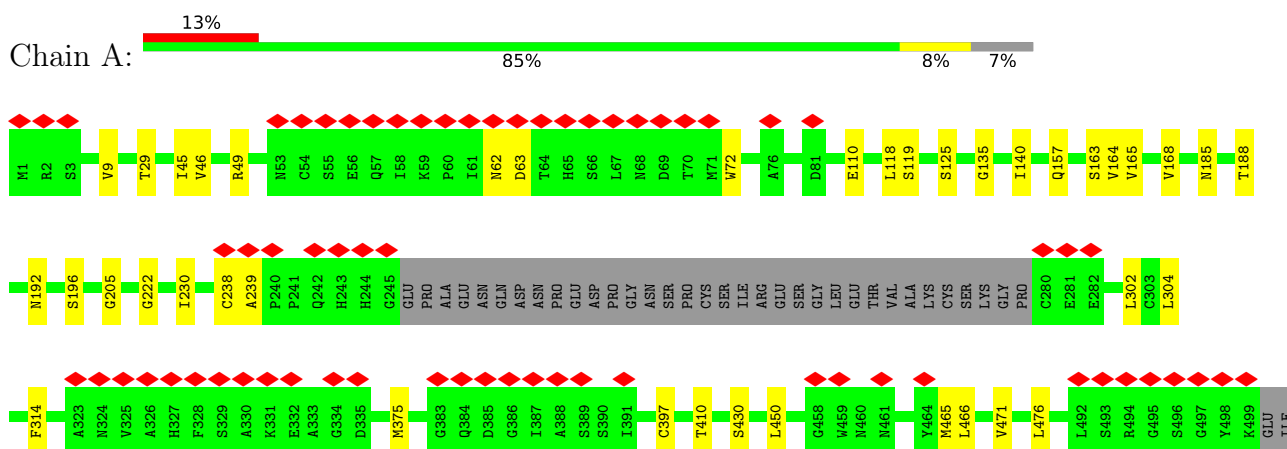 13%
Chain A:
85% 8% 7%
M1 R2 S3 V9 T29 I45 V46 R49 N53 C54 S55 E56 Q57 I58 K59 P60 I61 N62 D63 T64 H65 S66 L67 N68 D69 T70 M71 W72 A76 D81 E110 L118 S119 S125 G135 I140 Q157 S163 V164 V165 V168 N185 T188
N192 S196 G205 G222 I230 C238 A239 P240 P241 Q242 H243 H244 G245 GLU PRO ALA GLU ASN GLN ASP ASN PRO GLU ASP PRO GLY ASN SER PRO CYS SER ILE ARG GLU SER GLY LEU GLU THR VAL ALA LYS CYS SER LYS GLY PRO C280 E281 E282 L302 C303 L304
F314 A323 N324 V325 A326 H327 F328 S329 A330 K331 E332 A333 G334 D335 M375 G383 Q384 D385 G386 I387 A388 S389 S390 I391 C397 T410 S430 L450 G458 W459 N460 N461 Y464 M465 L466 V471 L476 L492 S493 R494 G495 S496 G497 Y498 K499 GLU ILE